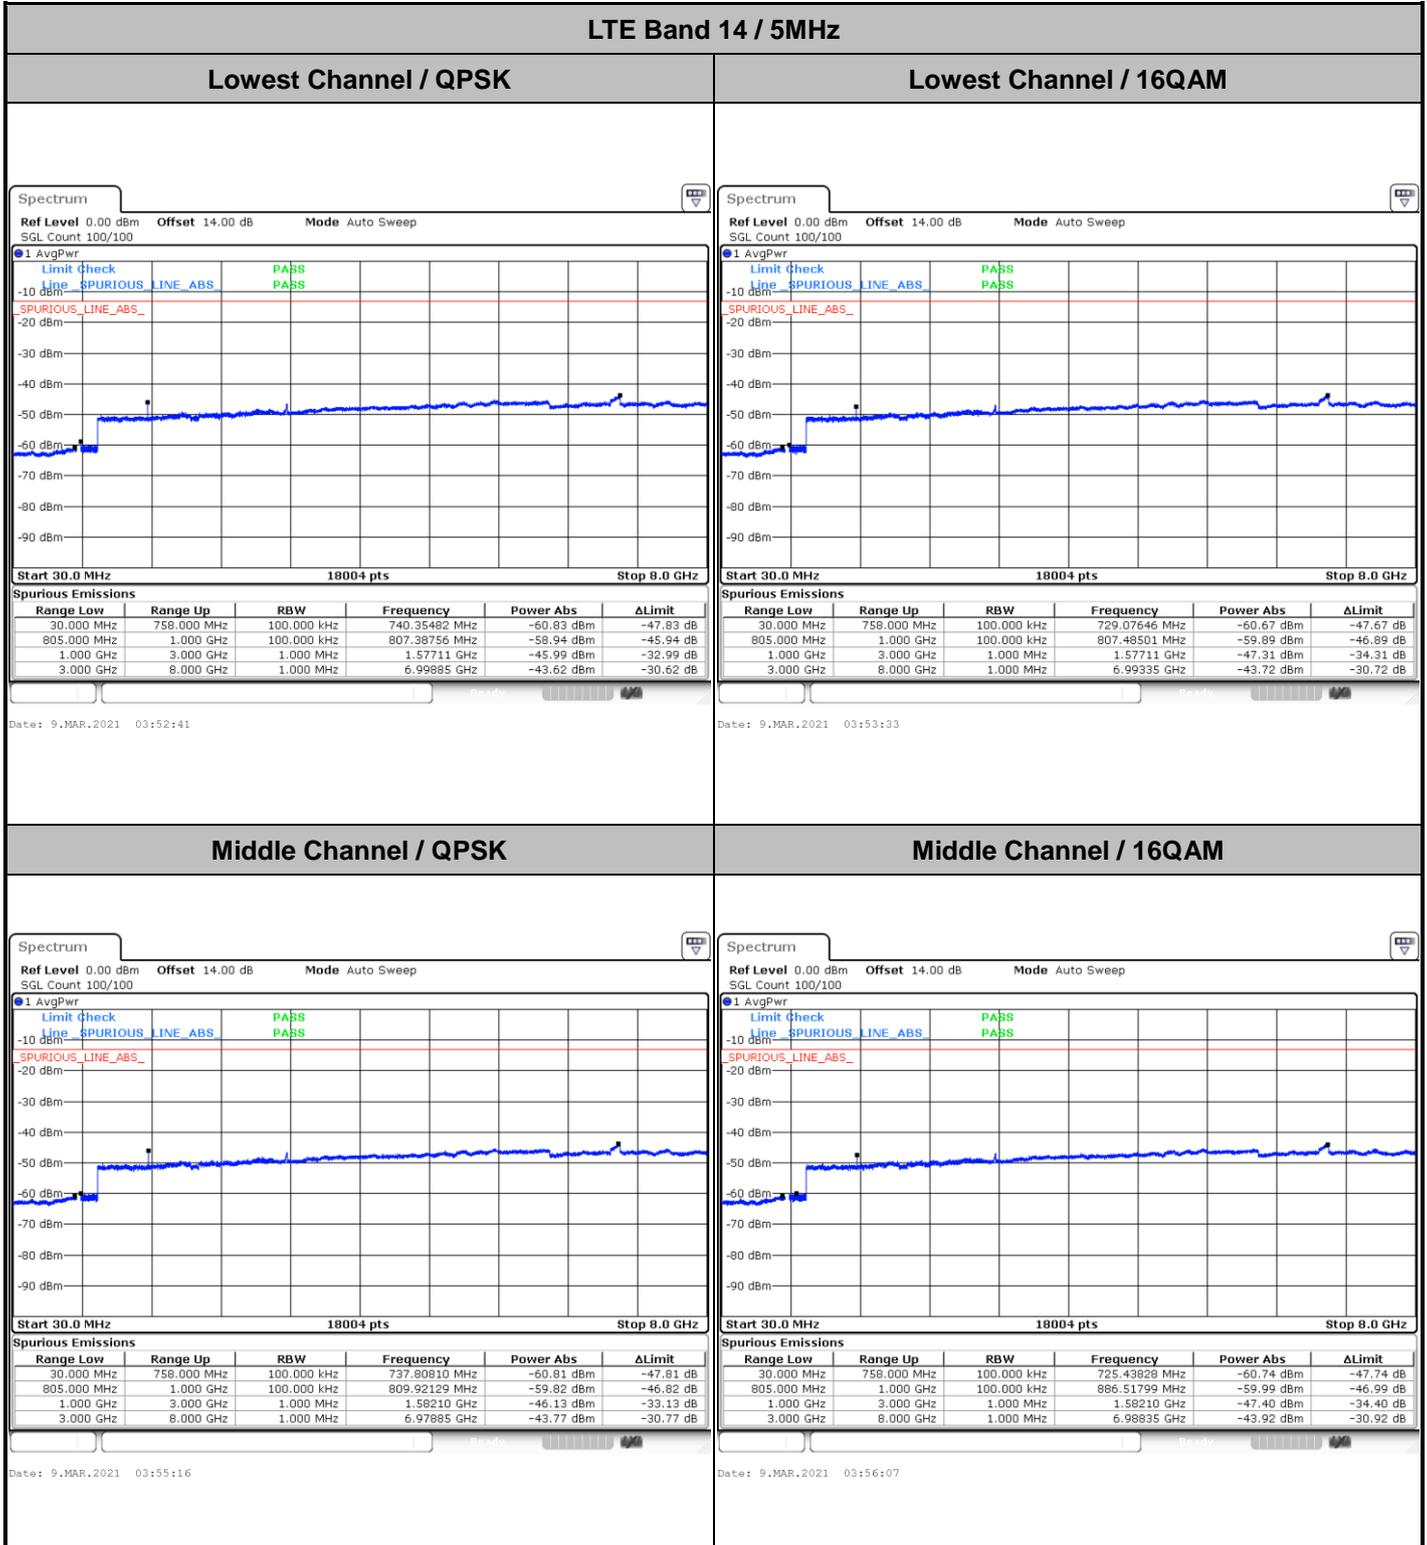 LTE Band 14 / 5MHz
Lowest Channel / QPSK
Lowest Channel / 16QAM
Spectrum
Ref Level 0.00 dBm Offset 14.00 dB Mode Auto Sweep
SGL Count 100/100
1 AvgPwr
Limit Check PASS
Line _SPURIOUS_LINE_ABS_ PASS
-10 dBm
_SPURIOUS_LINE_ABS_
-20 dBm
-30 dBm
-40 dBm
-50 dBm
-60 dBm
-70 dBm
-80 dBm
-90 dBm
Start 30.0 MHz 18004 pts Stop 8.0 GHz
Spurious Emissions
Range Low Range Up RBW Frequency Power Abs ΔLimit
30.000 MHz 758.000 MHz 100.000 kHz 740.35482 MHz -60.83 dBm -47.83 dB
805.000 MHz 1.000 GHz 100.000 kHz 807.38756 MHz -58.94 dBm -45.94 dB
1.000 GHz 3.000 GHz 1.000 MHz 1.57711 GHz -45.99 dBm -32.99 dB
3.000 GHz 8.000 GHz 1.000 MHz 6.99885 GHz -43.62 dBm -30.62 dB
Ready
Date: 9.MAR.2021 03:52:41
Spectrum
Ref Level 0.00 dBm Offset 14.00 dB Mode Auto Sweep
SGL Count 100/100
1 AvgPwr
Limit Check PASS
Line _SPURIOUS_LINE_ABS_ PASS
-10 dBm
_SPURIOUS_LINE_ABS_
-20 dBm
-30 dBm
-40 dBm
-50 dBm
-60 dBm
-70 dBm
-80 dBm
-90 dBm
Start 30.0 MHz 18004 pts Stop 8.0 GHz
Spurious Emissions
Range Low Range Up RBW Frequency Power Abs ΔLimit
30.000 MHz 758.000 MHz 100.000 kHz 729.07646 MHz -60.67 dBm -47.67 dB
805.000 MHz 1.000 GHz 100.000 kHz 807.48501 MHz -59.89 dBm -46.89 dB
1.000 GHz 3.000 GHz 1.000 MHz 1.57711 GHz -47.31 dBm -34.31 dB
3.000 GHz 8.000 GHz 1.000 MHz 6.99335 GHz -43.72 dBm -30.72 dB
Ready
Date: 9.MAR.2021 03:53:33
Middle Channel / QPSK
Middle Channel / 16QAM
Spectrum
Ref Level 0.00 dBm Offset 14.00 dB Mode Auto Sweep
SGL Count 100/100
1 AvgPwr
Limit Check PASS
Line _SPURIOUS_LINE_ABS_ PASS
-10 dBm
_SPURIOUS_LINE_ABS_
-20 dBm
-30 dBm
-40 dBm
-50 dBm
-60 dBm
-70 dBm
-80 dBm
-90 dBm
Start 30.0 MHz 18004 pts Stop 8.0 GHz
Spurious Emissions
Range Low Range Up RBW Frequency Power Abs ΔLimit
30.000 MHz 758.000 MHz 100.000 kHz 737.80810 MHz -60.81 dBm -47.81 dB
805.000 MHz 1.000 GHz 100.000 kHz 809.92129 MHz -59.82 dBm -46.82 dB
1.000 GHz 3.000 GHz 1.000 MHz 1.58210 GHz -46.13 dBm -33.13 dB
3.000 GHz 8.000 GHz 1.000 MHz 6.97885 GHz -43.77 dBm -30.77 dB
Date: 9.MAR.2021 03:55:16
Spectrum
Ref Level 0.00 dBm Offset 14.00 dB Mode Auto Sweep
SGL Count 100/100
1 AvgPwr
Limit Check PASS
Line _SPURIOUS_LINE_ABS_ PASS
-10 dBm
_SPURIOUS_LINE_ABS_
-20 dBm
-30 dBm
-40 dBm
-50 dBm
-60 dBm
-70 dBm
-80 dBm
-90 dBm
Start 30.0 MHz 18004 pts Stop 8.0 GHz
Spurious Emissions
Range Low Range Up RBW Frequency Power Abs ΔLimit
30.000 MHz 758.000 MHz 100.000 kHz 725.43828 MHz -60.74 dBm -47.74 dB
805.000 MHz 1.000 GHz 100.000 kHz 886.51799 MHz -59.99 dBm -46.99 dB
1.000 GHz 3.000 GHz 1.000 MHz 1.58210 GHz -47.40 dBm -34.40 dB
3.000 GHz 8.000 GHz 1.000 MHz 6.98835 GHz -43.92 dBm -30.92 dB
Date: 9.MAR.2021 03:56:07